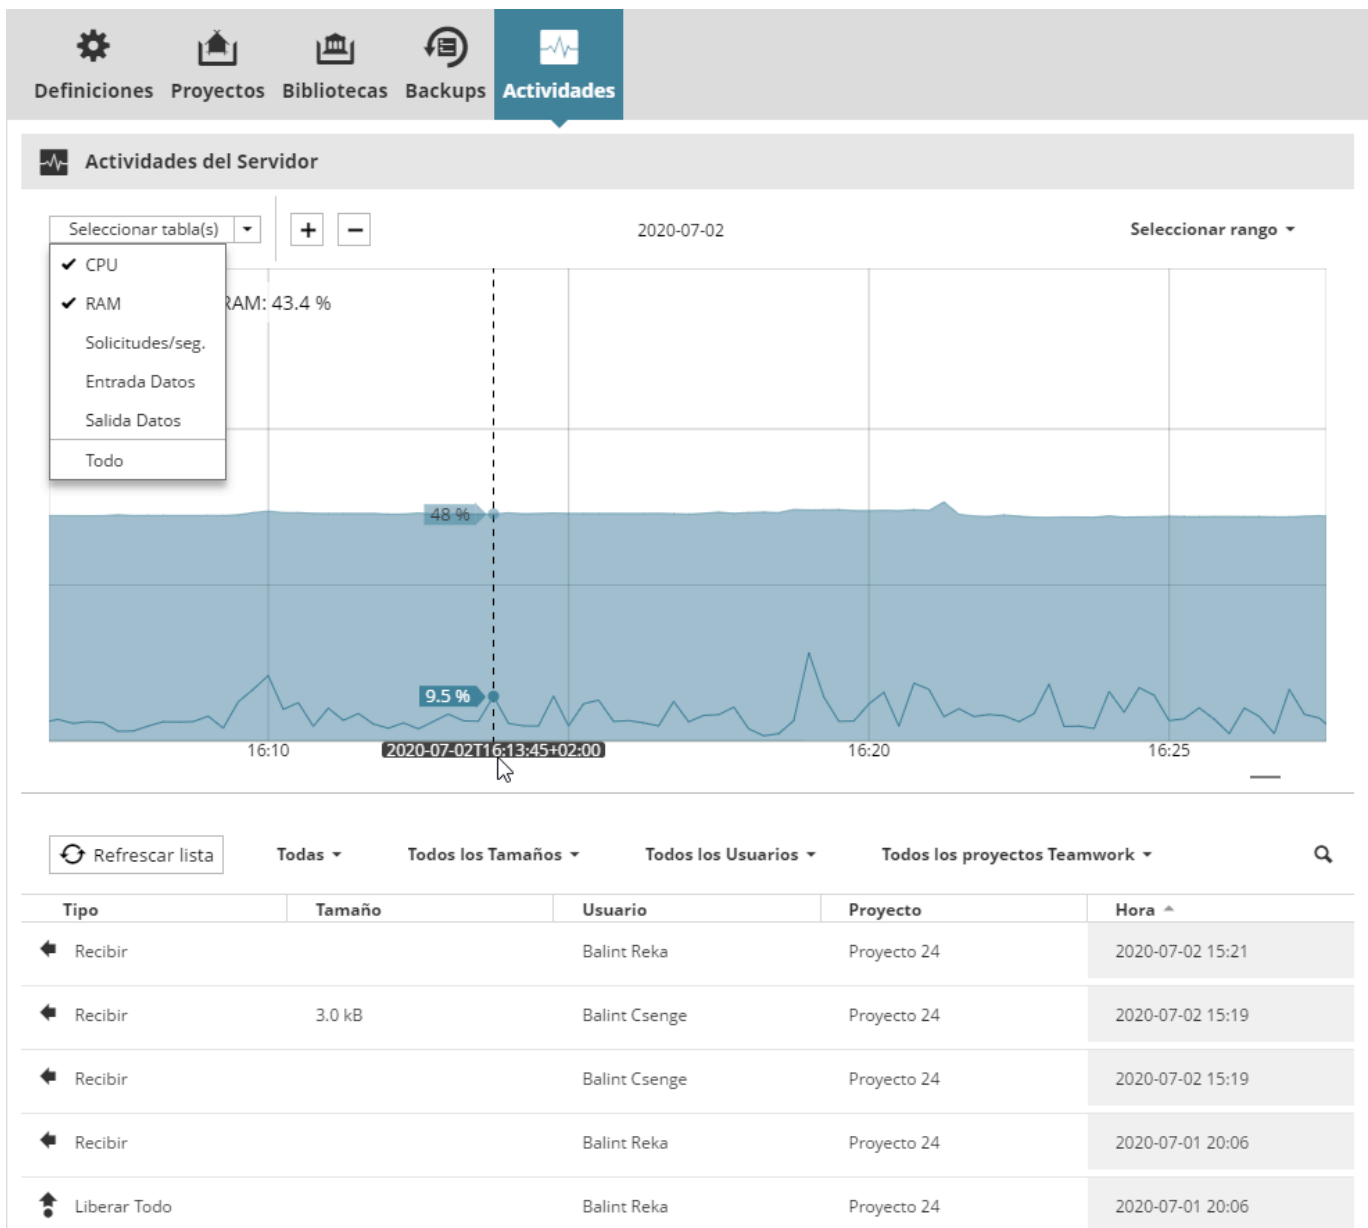 Definiciones Proyectos Bibliotecas Backups Actividades
Actividades del Servidor
Seleccionar tabla(s) 2020-07-02 Seleccionar rango
CPU
RAM
RAM: 43.4 %
Solicitudes/seg.
Entrada Datos
Salida Datos
Todo
48 %
9.5 %
16:10 2020-07-02T16:13:45+02:00 16:20 16:25
Refrescar lista Todas Todos los Tamaños Todos los Usuarios Todos los proyectos Teamwork
Tipo Tamaño Usuario Proyecto Hora
Recibir Balint Reka Proyecto 24 2020-07-02 15:21
Recibir 3.0 kB Balint Csenge Proyecto 24 2020-07-02 15:19
Recibir Balint Csenge Proyecto 24 2020-07-02 15:19
Recibir Balint Reka Proyecto 24 2020-07-01 20:06
Liberar Todo Balint Reka Proyecto 24 2020-07-01 20:06